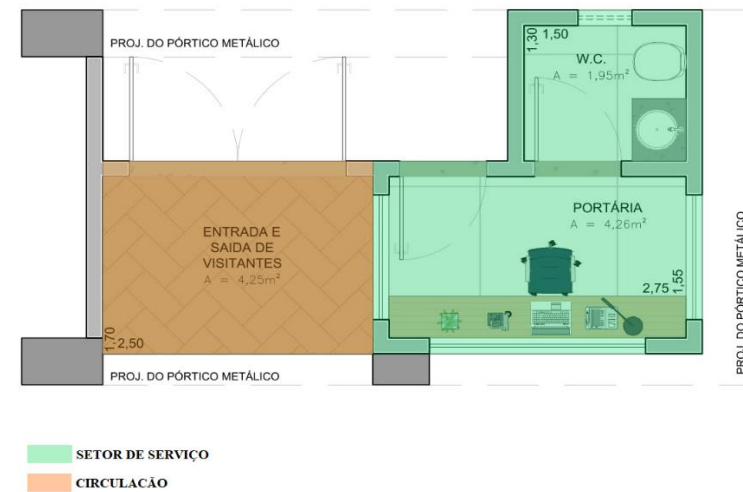 PROJ. DO PÓRTICO METÁLICO
1,30
1,50
W.C.
A = 1,95m²
ENTRADA E
SAIDA DE
VISITANTES
A = 4,25m²
PORTÁRIA
A = 4,26m²
2,75
1,55
1,70
2,50
PROJ. DO PÓRTICO METÁLICO
PROJ. DO PÓRTICO METÁLICO
SETOR DE SERVIÇO
CIRCULACÃO